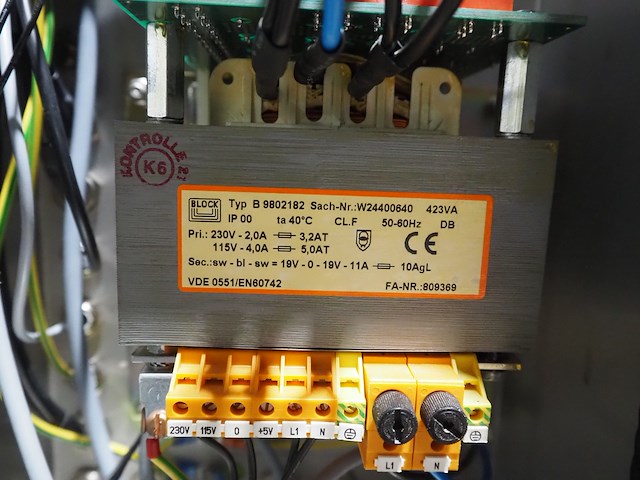 KONTROLLE 27
K6
BLOCK Typ B 9802182 Sach-Nr.:W24400640 423VA
IP 00 ta 40°C CL.F 50-60Hz DB
Pri.: 230V - 2,0A 3,2AT
115V - 4,0A 5,0AT
CE
Sec.:sw - bl - sw = 19V - 0 - 19V - 11A 10AgL
VDE 0551/EN60742 FA-NR.:809369
230V 115V 0 +5V L1 N
L1 N